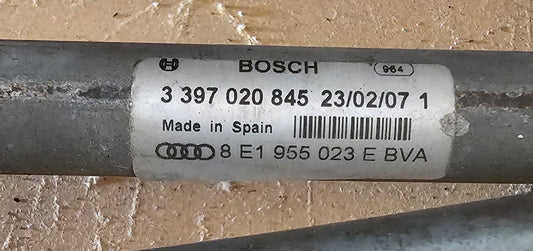 BOSCH 964
3 397 020 845 23/02/07 1
Made in Spain
8 E1 955 023 E BVA